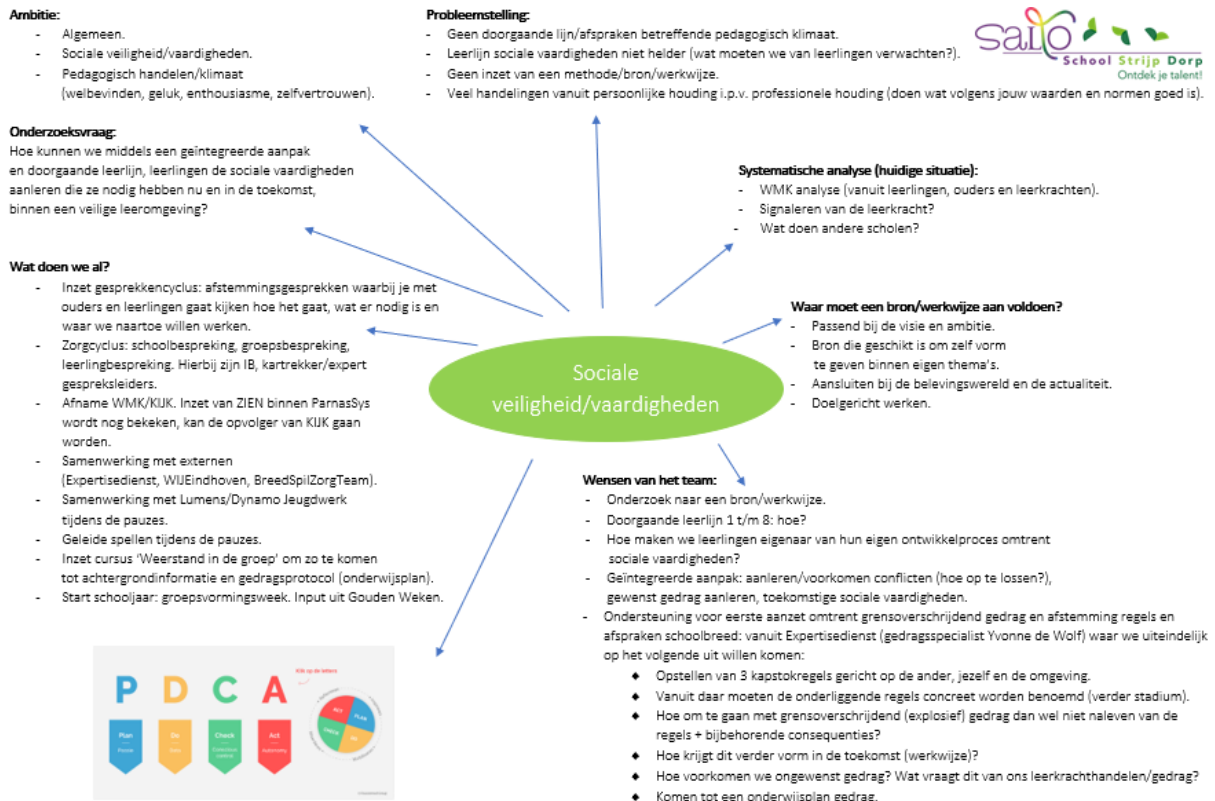 Ambitie:
- Algemeen.
- Sociale veiligheid/vaardigheden.
- Pedagogisch handelen/klimaat
(welbevinden, geluk, enthousiasme, zelfvertrouwen).
Probleemstelling:
- Geen doorgaande lijn/afspraken betreffende pedagogisch klimaat.
- Leerlijn sociale vaardigheden niet helder (wat moeten we van leerlingen verwachten?).
- Geen inzet van een methode/bron/werkwijze.
- Veel handelingen vanuit persoonlijke houding i.p.v. professionele houding (doen wat volgens jouw waarden en normen goed is).
Salto
School Strijp Dorp
Ontdek je talent!
Onderzoeksvraag:
Hoe kunnen we middels een geïntegreerde aanpak
en doorgaande leerlijn, leerlingen de sociale vaardigheden
aanleren die ze nodig hebben nu en in de toekomst,
binnen een veilige leeromgeving?
Systematische analyse (huidige situatie):
- WMK analyse (vanuit leerlingen, ouders en leerkrachten).
- Signaleren van de leerkracht?
- Wat doen andere scholen?
Wat doen we al?
- Inzet gesprekkencyclus: afstemmingsgesprekken waarbij je met
ouders en leerlingen gaat kijken hoe het gaat, wat er nodig is en
waar we naartoe willen werken.
- Zorgcyclus: schoolbespreking, groepsbespreking,
leerlingbespreking. Hierbij zijn IB, kartrekker/expert
gespreksleiders.
- Afname WMK/KIJK. Inzet van ZIEN binnen ParnasSys
wordt nog bekeken, kan de opvolger van KIJK gaan
worden.
- Samenwerking met externen
(Expertisedienst, WIJEindhoven, BreedSpilZorgTeam).
- Samenwerking met Lumens/Dynamo Jeugdwerk
tijdens de pauzes.
- Geleide spellen tijdens de pauzes.
- Inzet cursus ‘Weerstand in de groep’ om zo te komen
tot achtergrondinformatie en gedragsprotocol (onderwijsplan).
- Start schooljaar: groepsvormingsweek. Input uit Gouden Weken.
Waar moet een bron/werkwijze aan voldoen?
- Passend bij de visie en ambitie.
- Bron die geschikt is om zelf vorm
te geven binnen eigen thema's.
- Aansluiten bij de belevingswereld en de actualiteit.
- Doelgericht werken.
Sociale
veiligheid/vaardigheden
Wensen van het team:
- Onderzoek naar een bron/werkwijze.
- Doorgaande leerlijn 1 t/m 8: hoe?
- Hoe maken we leerlingen eigenaar van hun eigen ontwikkelproces omtrent
sociale vaardigheden?
- Geïntegreerde aanpak: aanleren/voorkomen conflicten (hoe op te lossen?),
gewenst gedrag aanleren, toekomstige sociale vaardigheden.
- Ondersteuning voor eerste aanzet omtrent grensoverschrijdend gedrag en afstemming regels en
afspraken schoolbreed: vanuit Expertisedienst (gedragsspecialist Yvonne de Wolf) waar we uiteindelijk
op het volgende uit willen komen:
♦ Opstellen van 3 kapstokregels gericht op de ander, jezelf en de omgeving.
♦ Vanuit daar moeten de onderliggende regels concreet worden benoemd (verder stadium).
♦ Hoe om te gaan met grensoverschrijdend (explosief) gedrag dan wel niet naleven van de
regels + bijbehorende consequenties?
♦ Hoe krijgt dit verder vorm in de toekomst (werkwijze)?
♦ Hoe voorkomen we ongewenst gedrag? Wat vraagt dit van ons leerkrachthandelen/gedrag?
♦ Komen tot een onderwijsplan gedrag.
Klik op de letters
P D C A
Plan
Do
Check
Act
ACT
PLAN
CHECK
DO